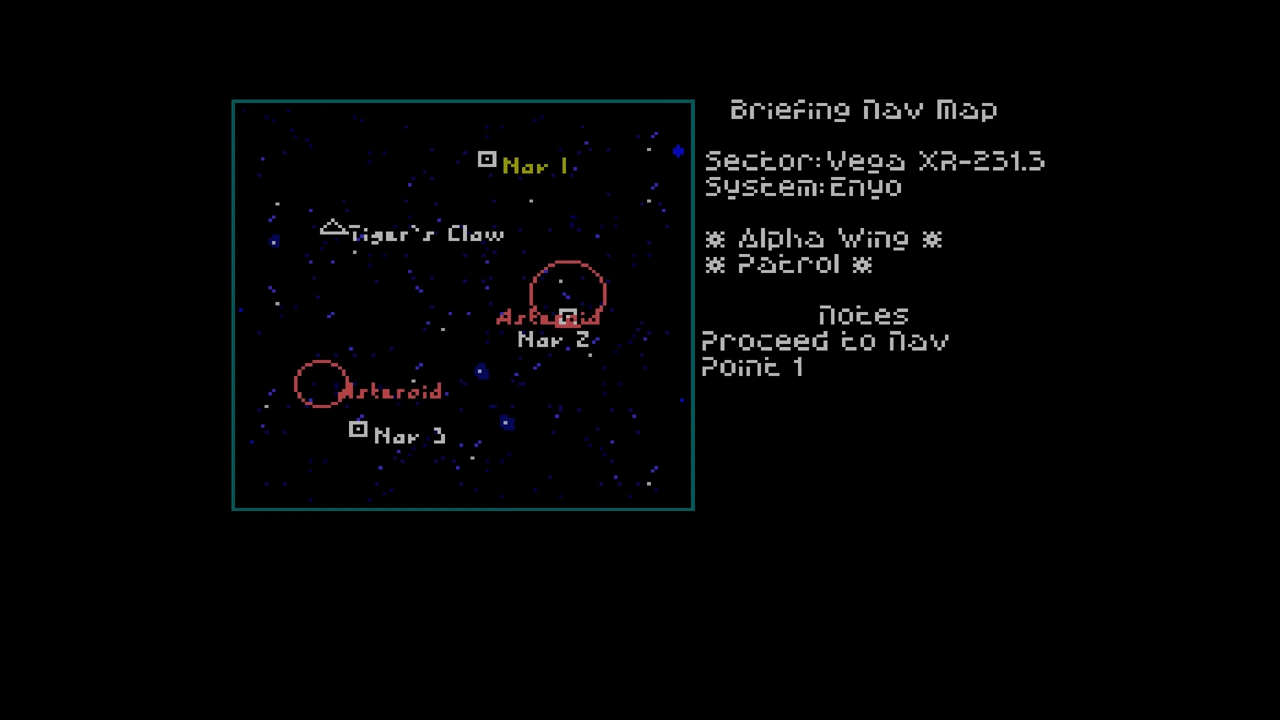 Briefing Nav Map
Sector:Vega XR-231.3
System:Enyo
* Alpha Wing *
* Patrol *
Notes
Proceed to Nav
Point 1
Nav 1
Tiger's Claw
Asteroid
Nav 2
Asteroid
Nav 3